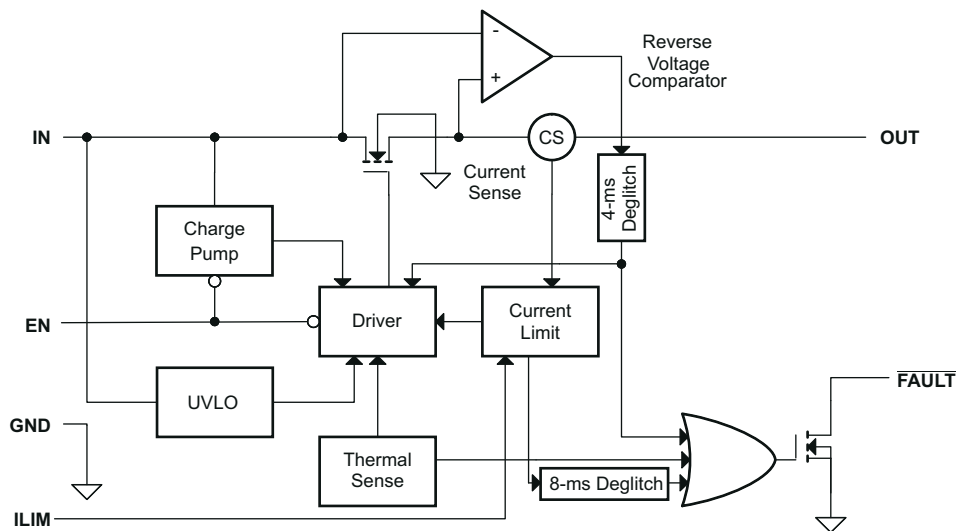 -
Reverse
Voltage
Comparator
+
IN
CS
OUT
Current
Sense
4-ms
Deglitch
Charge
Pump
EN
Driver
Current
Limit
UVLO
FAULT
GND
Thermal
Sense
8-ms Deglitch
ILIM